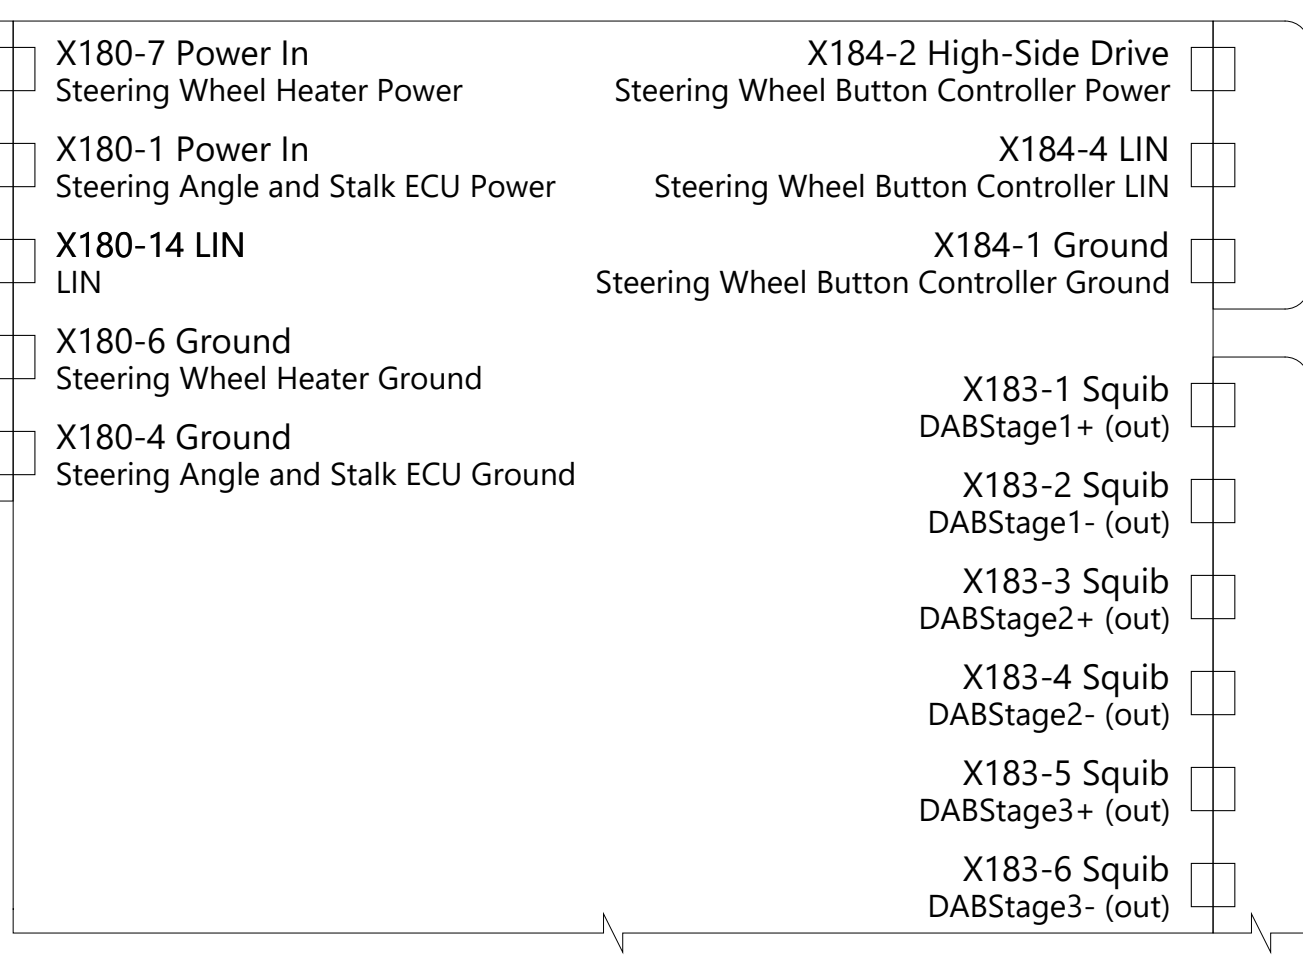 X180-7 Power In
Steering Wheel Heater Power
X180-1 Power In
Steering Angle and Stalk ECU Power
X180-14 LIN
LIN
X180-6 Ground
Steering Wheel Heater Ground
X180-4 Ground
Steering Angle and Stalk ECU Ground
X184-2 High-Side Drive
Steering Wheel Button Controller Power
X184-4 LIN
Steering Wheel Button Controller LIN
X184-1 Ground
Steering Wheel Button Controller Ground
X183-1 Squib
DABStage1+ (out)
X183-2 Squib
DABStage1- (out)
X183-3 Squib
DABStage2+ (out)
X183-4 Squib
DABStage2- (out)
X183-5 Squib
DABStage3+ (out)
X183-6 Squib
DABStage3- (out)